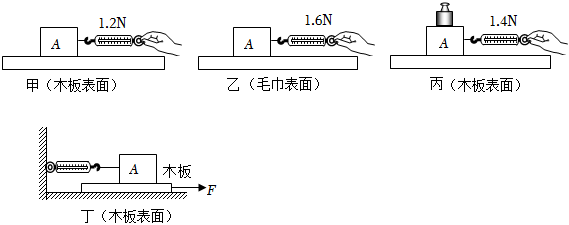 1.2N
A
甲（木板表面）
1.6N
A
乙（毛巾表面）
1.4N
A
丙（木板表面）
A
木板
F
丁（木板表面）